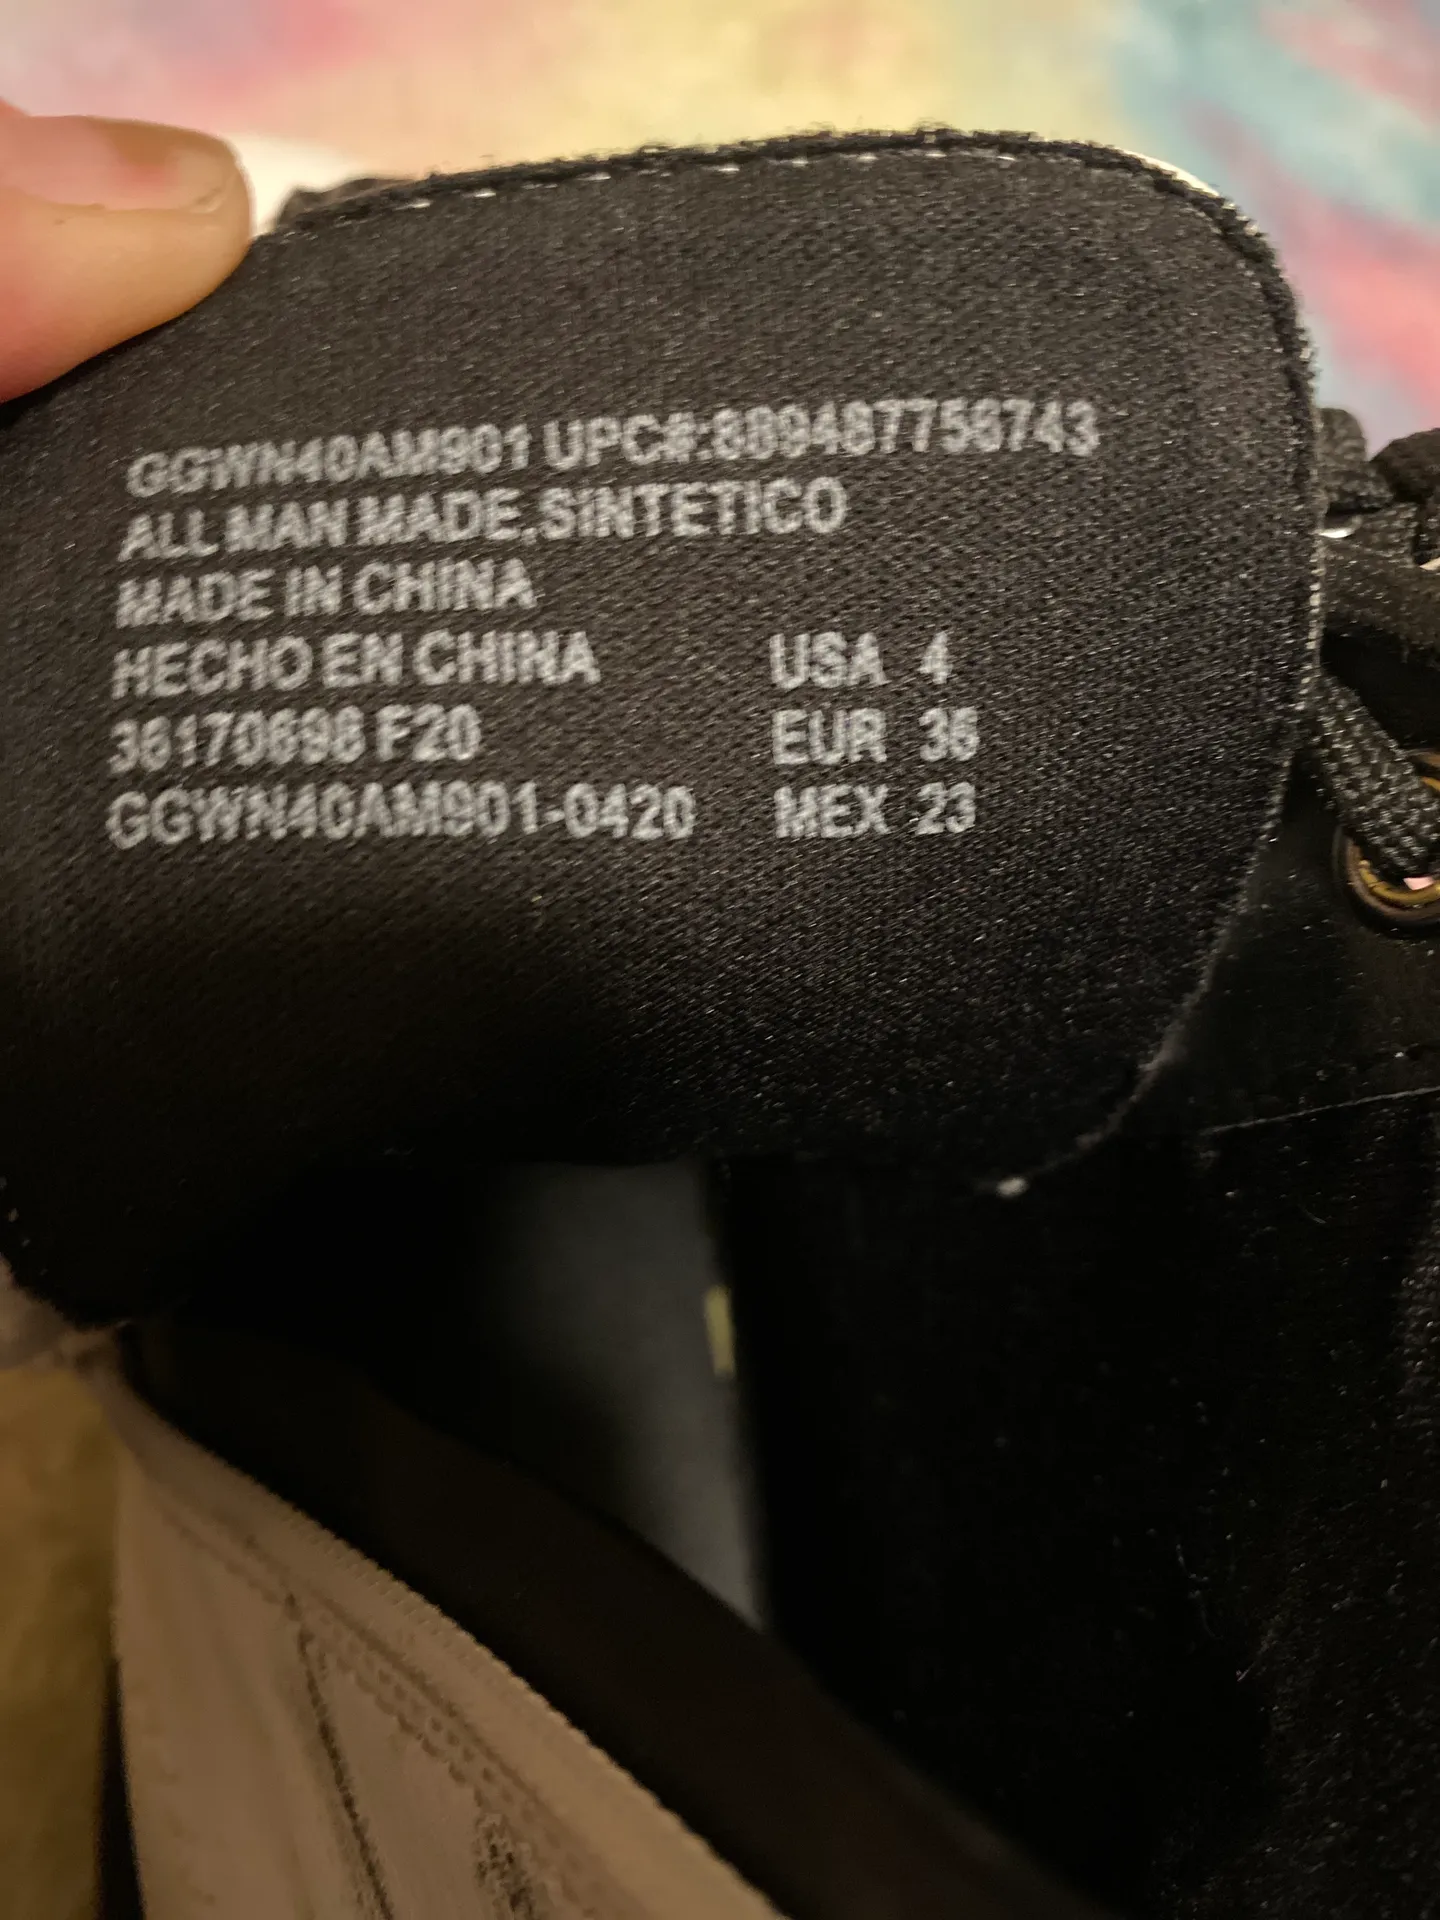 GGWN40AM901 UPC#:889487758743
ALL MAN MADE,SINTETICO
MADE IN CHINA
HECHO EN CHINA USA 4
36170698 F20 EUR 36
GGWN40AM901-0420 MEX 23